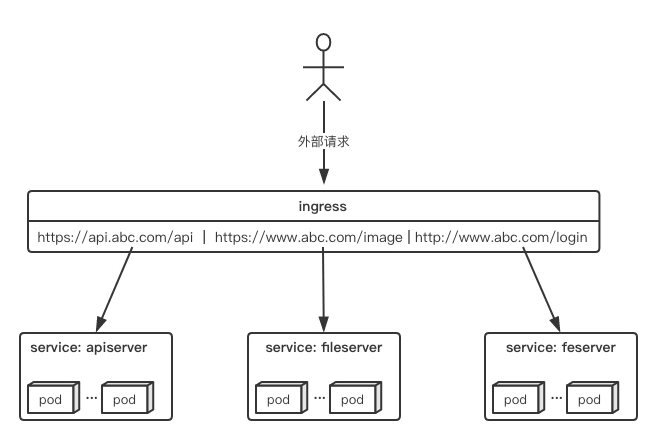 外部请求
ingress
https://api.abc.com/api | https://www.abc.com/image | http://www.abc.com/login
service: apiserver
pod ... pod
service: fileserver
pod ... pod
service: feserver
pod ... pod